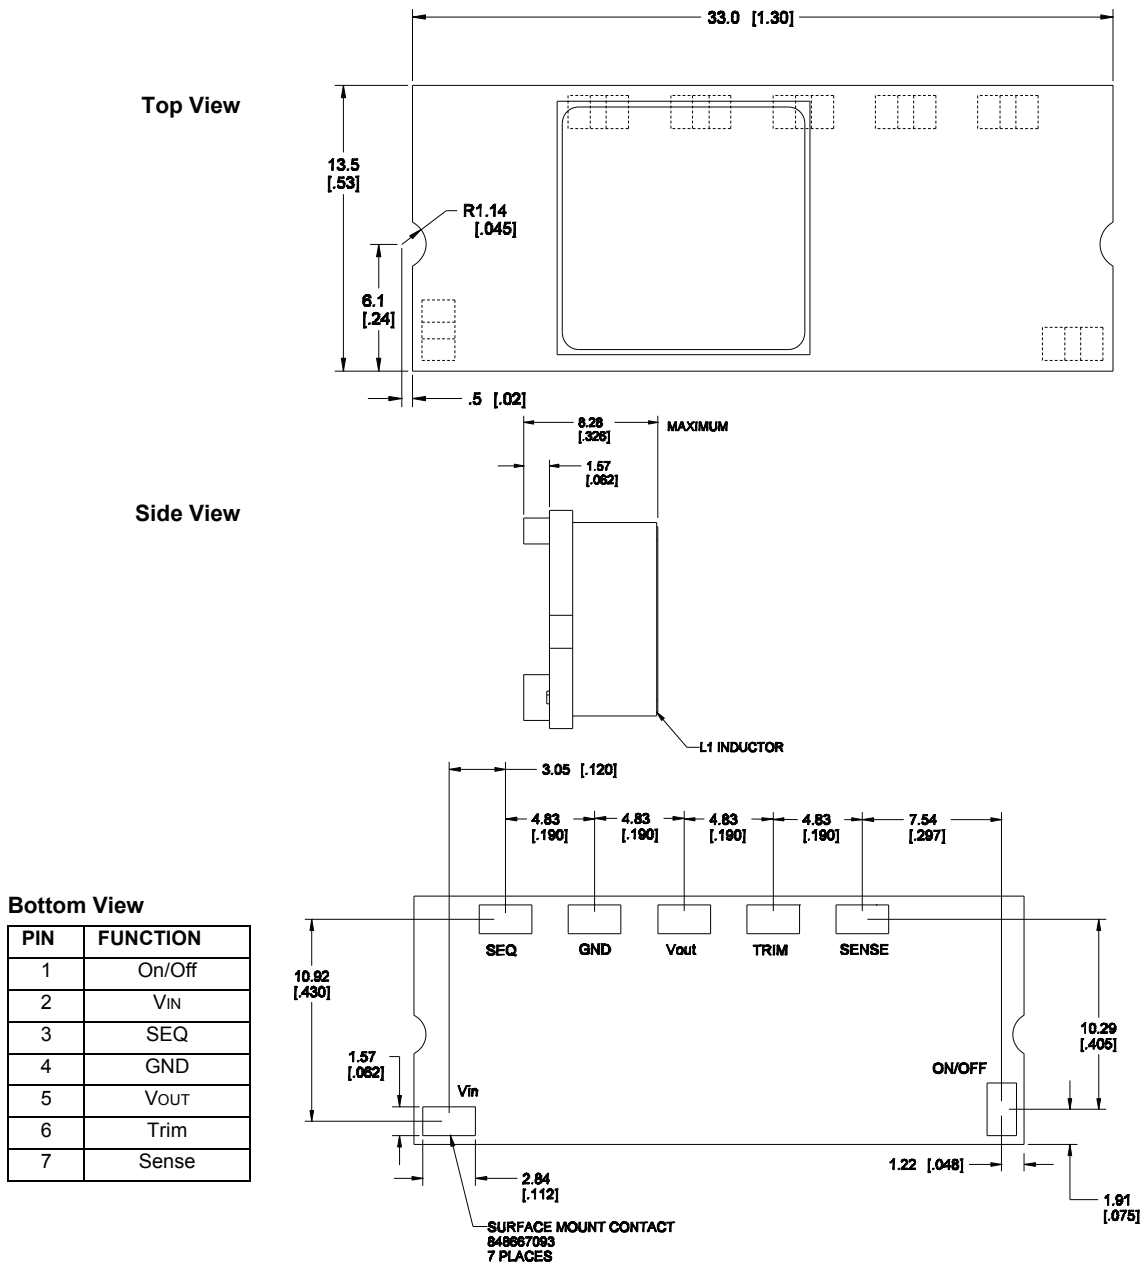 33.0 [1.30]
Top View
13.5
[.53]
R1.14
[.045]
6.1
[.24]
.5 [.02]
8.28
[.326]
MAXIMUM
1.57
[.062]
Side View
L1 INDUCTOR
3.05 [.120]
4.83
[.190]
4.83
[.190]
4.83
[.190]
4.83
[.190]
7.54
[.297]
Bottom View
PIN FUNCTION
1 On/Off
2 VIN
3 SEQ
4 GND
5 VOUT
6 Trim
7 Sense
SEQ GND Vout TRIM SENSE
10.92
[.430]
10.29
[.405]
1.57
[.062]
Vin
ON/OFF
1.22 [.048]
2.84
[.112]
1.91
[.075]
SURFACE MOUNT CONTACT
848667093
7 PLACES